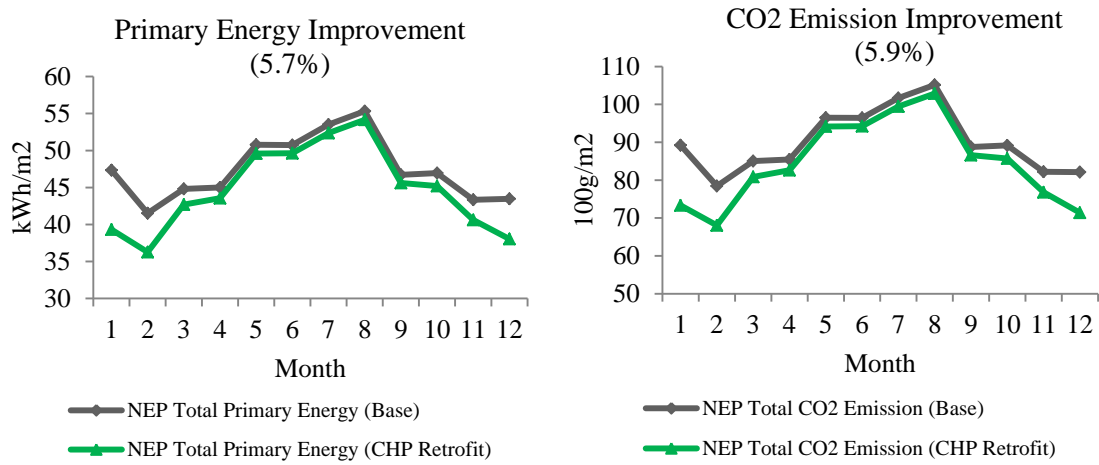 Primary Energy Improvement
(5.7%)
60
55
50
45
40
35
30
kWh/m2
1 2 3 4 5 6 7 8 9 10 11 12
Month
NEP Total Primary Energy (Base)
NEP Total Primary Energy (CHP Retrofit)
CO2 Emission Improvement
(5.9%)
110
100
90
80
70
60
50
100g/m2
1 2 3 4 5 6 7 8 9 10 11 12
Month
NEP Total CO2 Emission (Base)
NEP Total CO2 Emission (CHP Retrofit)